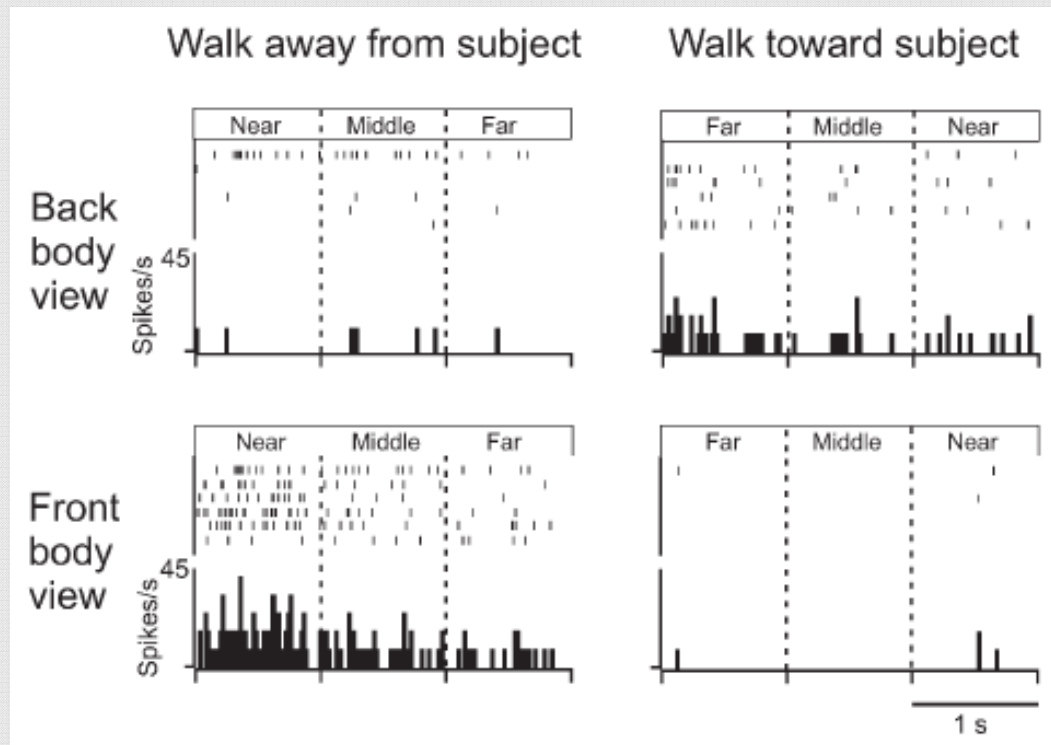 Walk away from subject
Walk toward subject
Near Middle Far
Far Middle Near
Back
body
view
45
Spikes/s
Near Middle Far
Far Middle Near
Front
body
view
45
Spikes/s
1 s